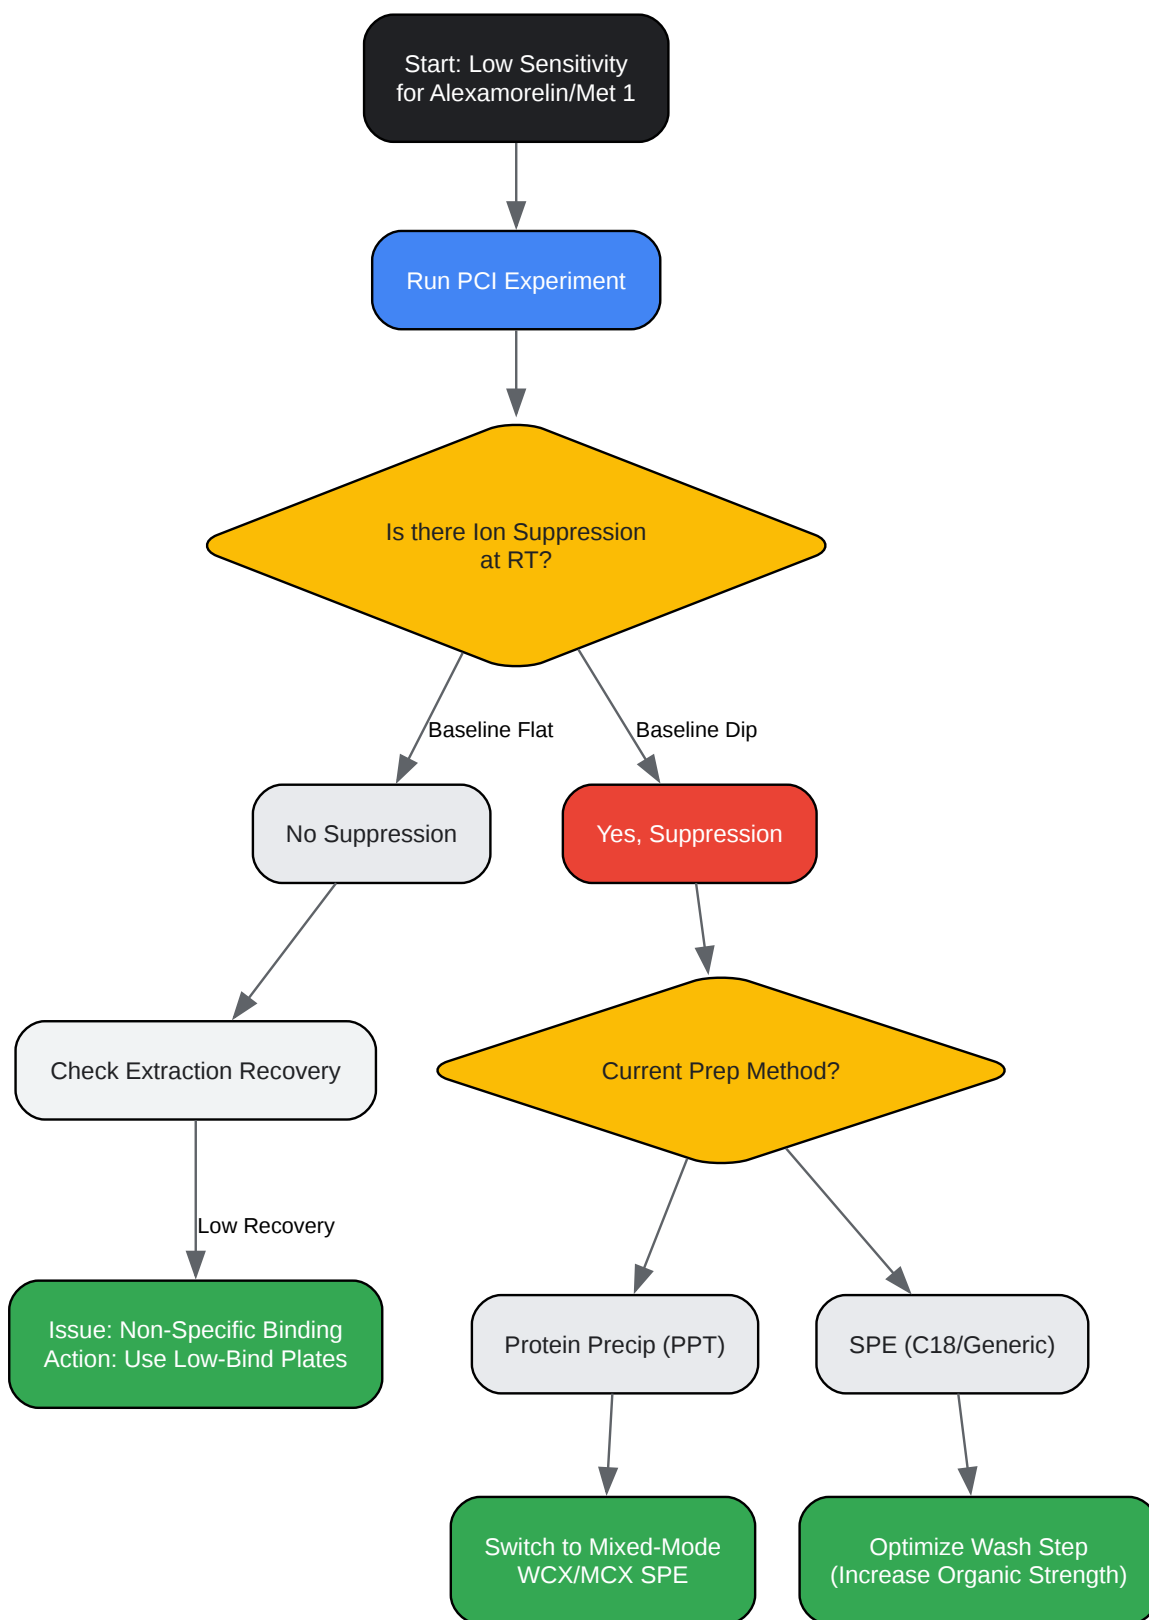 Start: Low Sensitivity
for Alexamorelin/Met 1
Run PCI Experiment
Is there Ion Suppression
at RT?
Baseline Flat
Baseline Dip
No Suppression
Yes, Suppression
Check Extraction Recovery
Current Prep Method?
Low Recovery
Issue: Non-Specific Binding
Action: Use Low-Bind Plates
Protein Precip (PPT)
SPE (C18/Generic)
Switch to Mixed-Mode
WCX/MCX SPE
Optimize Wash Step
(Increase Organic Strength)